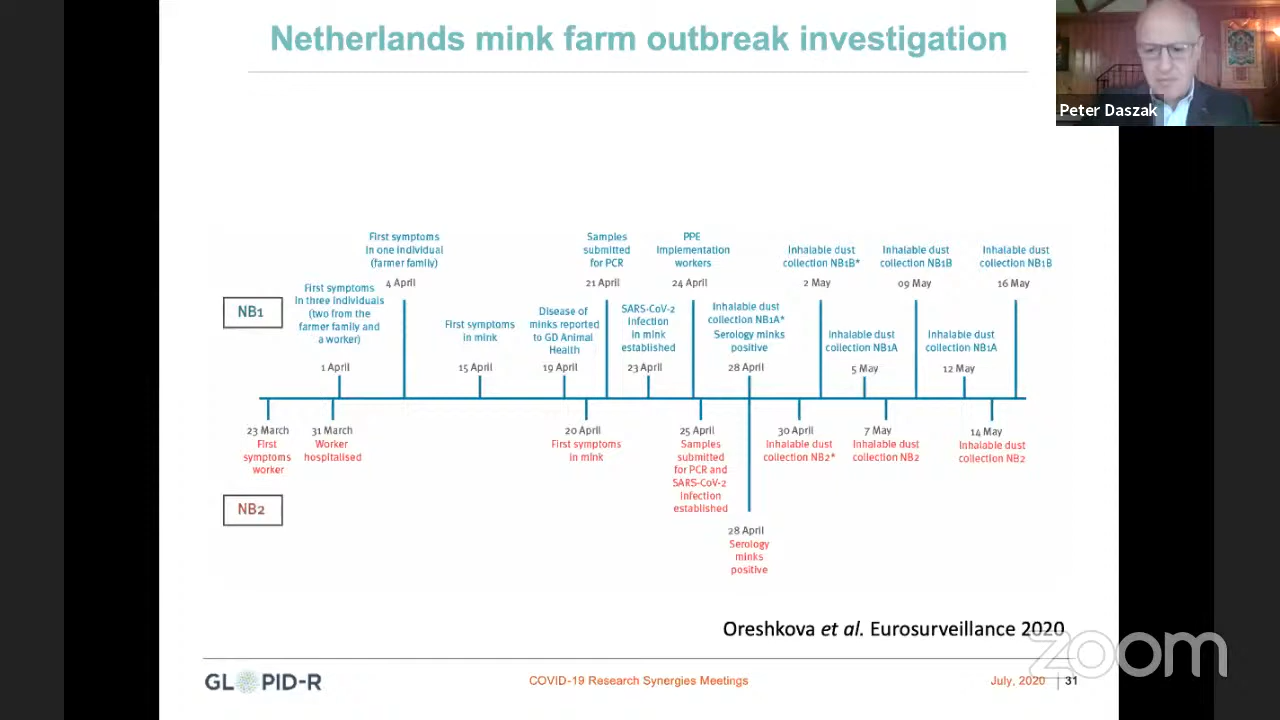 Netherlands mink farm outbreak investigation
Peter Daszak
NB1
First symptoms
in three individuals
(two from the
farmer family and
a worker)
1 April
First symptoms
in one individual
(farmer family)
4 April
First symptoms
in mink
15 April
Disease of
minks reported
to GD Animal
Health
19 April
Samples
submitted
for PCR
21 April
SARS-CoV-2
infection
in mink
established
23 April
PPE
implementation
workers
24 April
Inhalable dust
collection NB1A*
Serology minks
positive
28 April
Inhalable dust
collection NB1B*
2 May
Inhalable dust
collection NB1A
5 May
Inhalable dust
collection NB1B
09 May
Inhalable dust
collection NB1A
12 May
Inhalable dust
collection NB1B
16 May
23 March
First
symptoms
worker
31 March
Worker
hospitalised
20 April
First symptoms
in mink
25 April
Samples
submitted
for PCR and
SARS-CoV-2
infection
established
28 April
Serology
minks
positive
30 April
Inhalable dust
collection NB2*
7 May
Inhalable dust
collection NB2
14 May
Inhalable dust
collection NB2
NB2
Oreshkova et al. Eurosurveillance 2020
zoom
GLOPID-R
COVID-19 Research Synergies Meetings
July, 2020
31